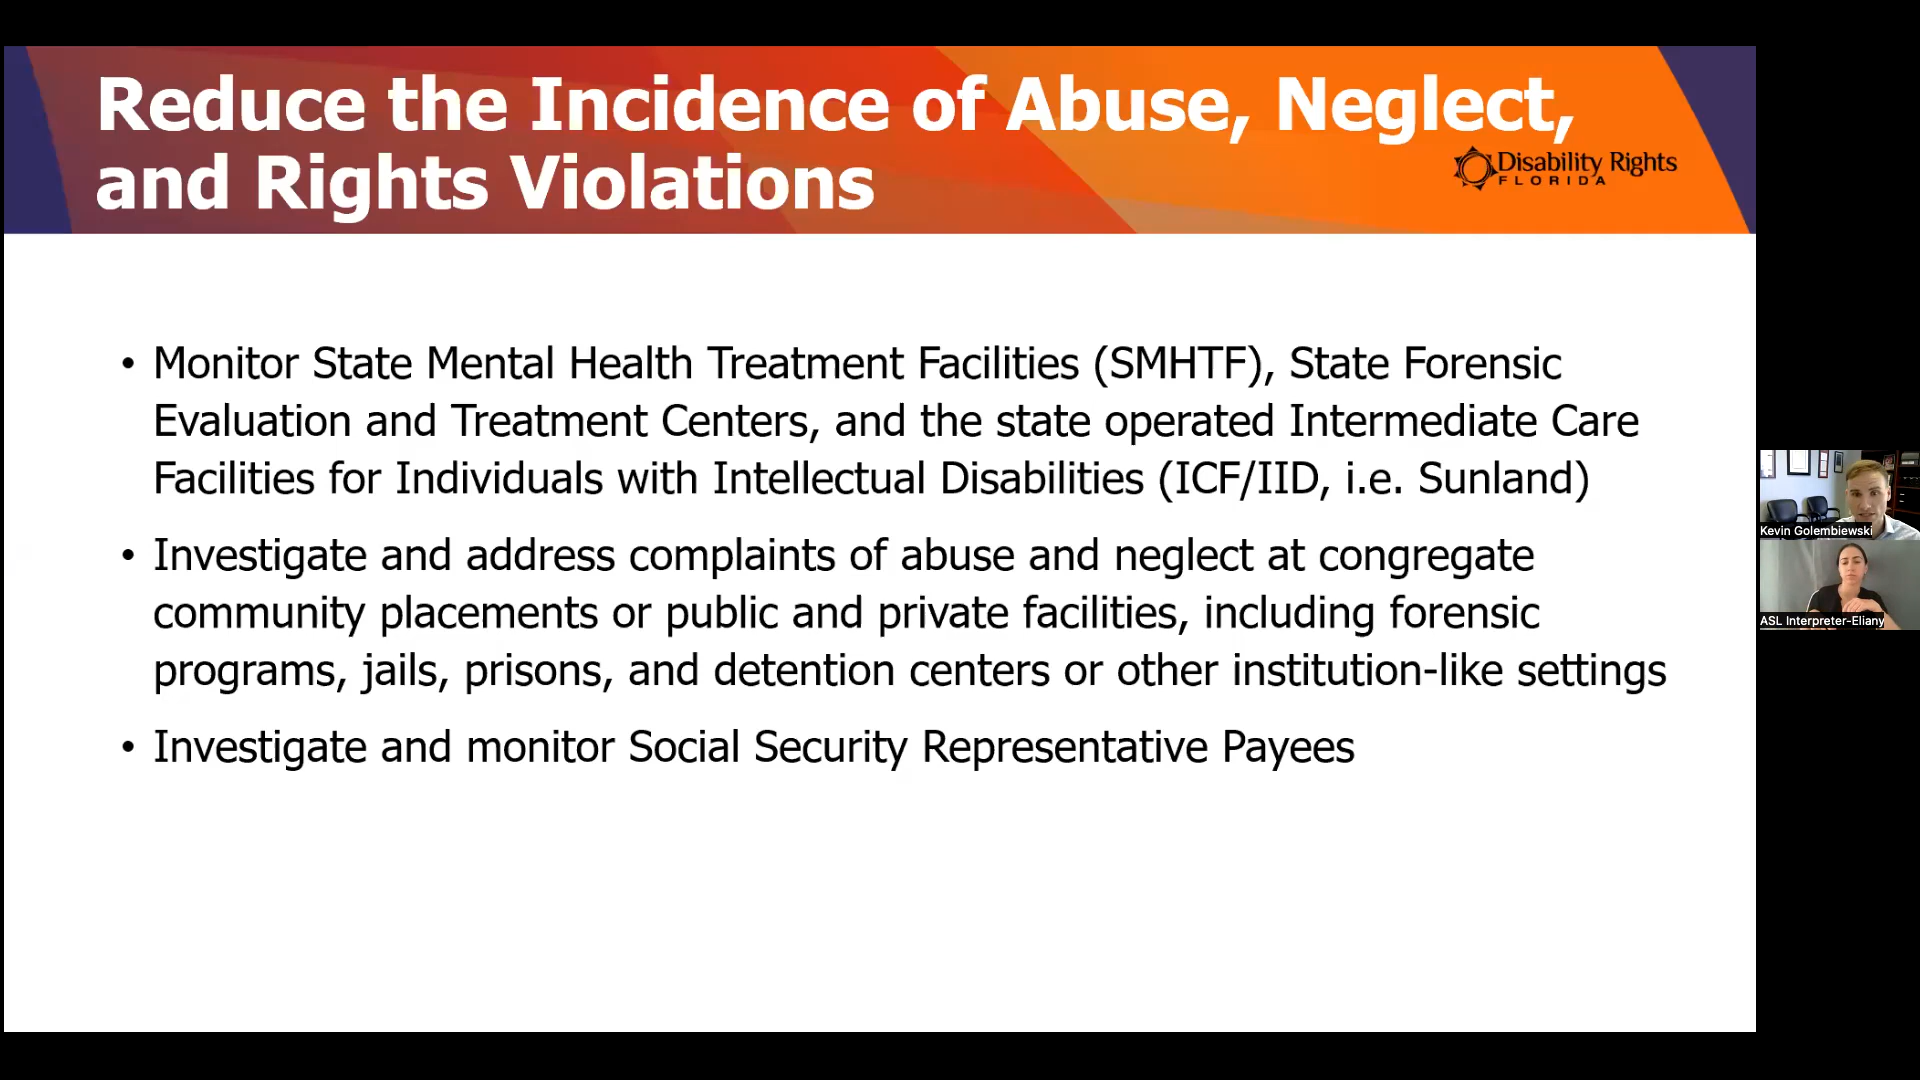 Reduce the Incidence of Abuse, Neglect,
and Rights Violations
Disability Rights
FLORIDA
• Monitor State Mental Health Treatment Facilities (SMHTF), State Forensic
Evaluation and Treatment Centers, and the state operated Intermediate Care
Facilities for Individuals with Intellectual Disabilities (ICF/IID, i.e. Sunland)
• Investigate and address complaints of abuse and neglect at congregate
community placements or public and private facilities, including forensic
programs, jails, prisons, and detention centers or other institution-like settings
• Investigate and monitor Social Security Representative Payees
Kevin Golembiewski
ASL Interpreter-Eliany